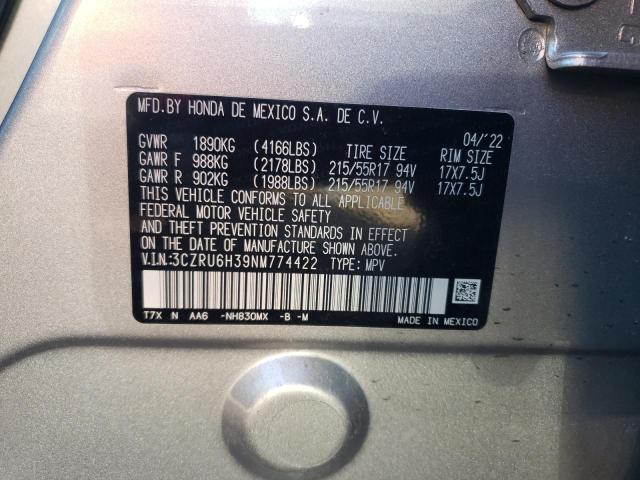 MFD.BY HONDA DE MEXICO S.A. DE C.V.
04/'22
GVWR 1890KG (4166LBS) TIRE SIZE RIM SIZE
GAWR F 988KG (2178LBS) 215/55R17 94V 17X7.5J
GAWR R 902KG (1988LBS) 215/55R17 94V 17X7.5J
THIS VEHICLE CONFORMS TO ALL APPLICABLE
FEDERAL MOTOR VEHICLE SAFETY
PREVENTION STANDARDS IN EFFECT ON THE
DATE OF MANUFACTURE SHOWN ABOVE.
V.I.N:3CZRU6H39NM774422 TYPE: MPV
T7X N AA6 -NH830MX -B -M MADE IN MEXICO